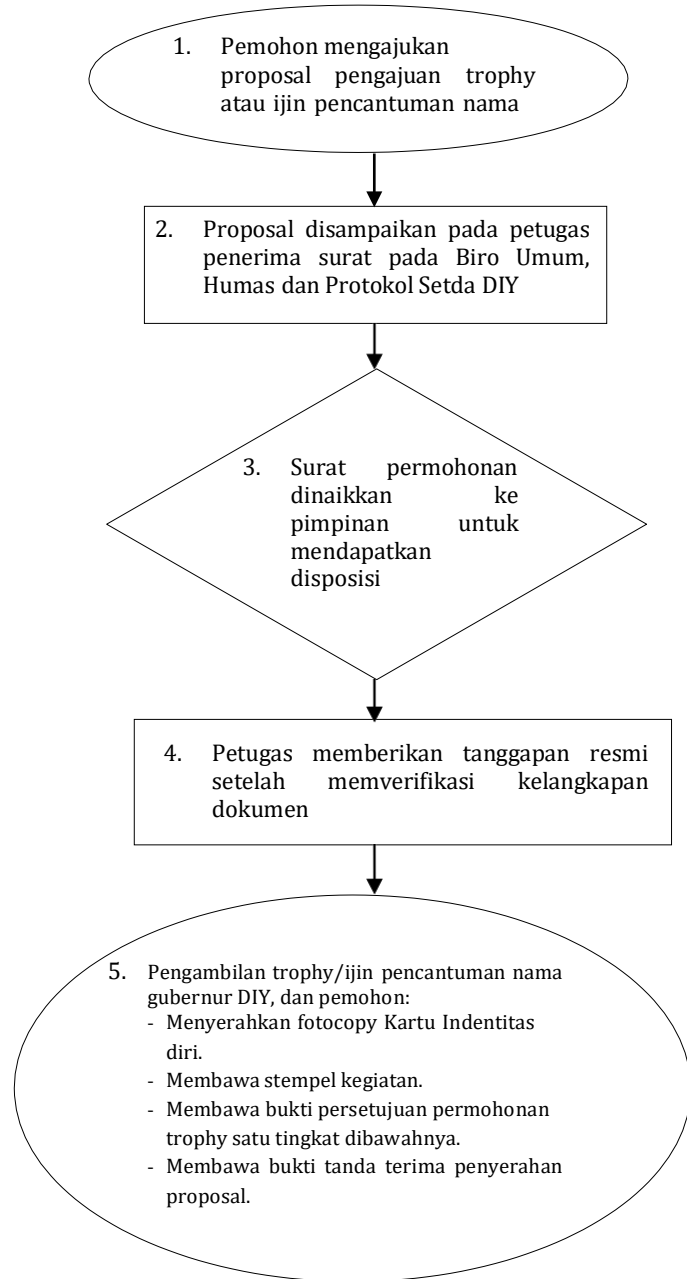 1. Pemohon mengajukan
proposal pengajuan trophy
atau ijin pencantuman nama
2. Proposal disampaikan pada petugas
penerima surat pada Biro Umum,
Humas dan Protokol Setda DIY
3. Surat permohonan
dinaikkan ke
pimpinan untuk
mendapatkan
disposisi
4. Petugas memberikan tanggapan resmi
setelah memverifikasi kelangkapan
dokumen
5. Pengambilan trophy/ijin pencantuman nama
gubernur DIY, dan pemohon:
- Menyerahkan fotocopy Kartu Indentitas
diri.
- Membawa stempel kegiatan.
- Membawa bukti persetujuan permohonan
trophy satu tingkat dibawahnya.
- Membawa bukti tanda terima penyerahan
proposal.